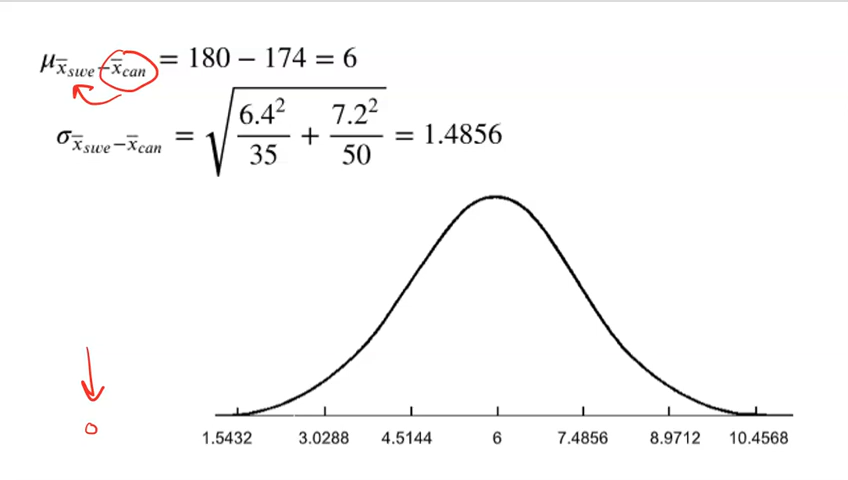 μx̄swe−x̄can = 180 − 174 = 6
σx̄swe−x̄can = √(6.4²/35 + 7.2²/50) = 1.4856
0
1.5432 3.0288 4.5144 6 7.4856 8.9712 10.4568